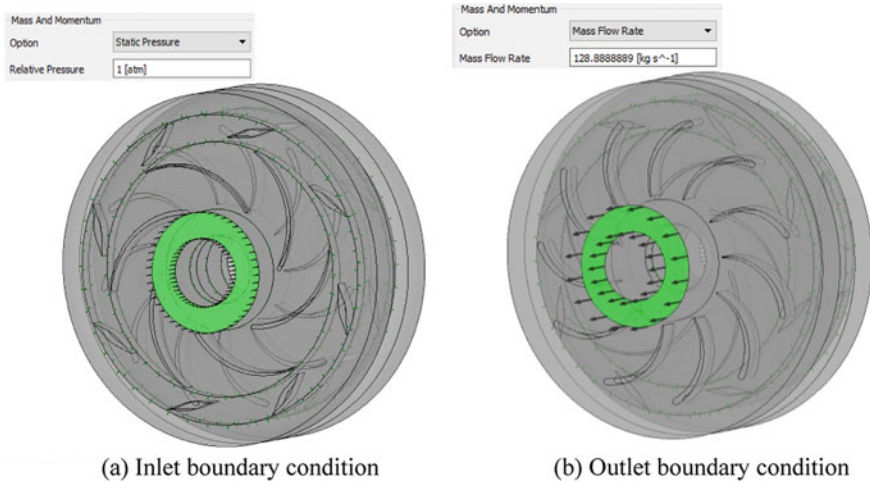 Mass And Momentum
Option Static Pressure
Relative Pressure 1 [atm]
Mass And Momentum
Option Mass Flow Rate
Mass Flow Rate 128.8888889 [kg s^-1]
(a) Inlet boundary condition
(b) Outlet boundary condition